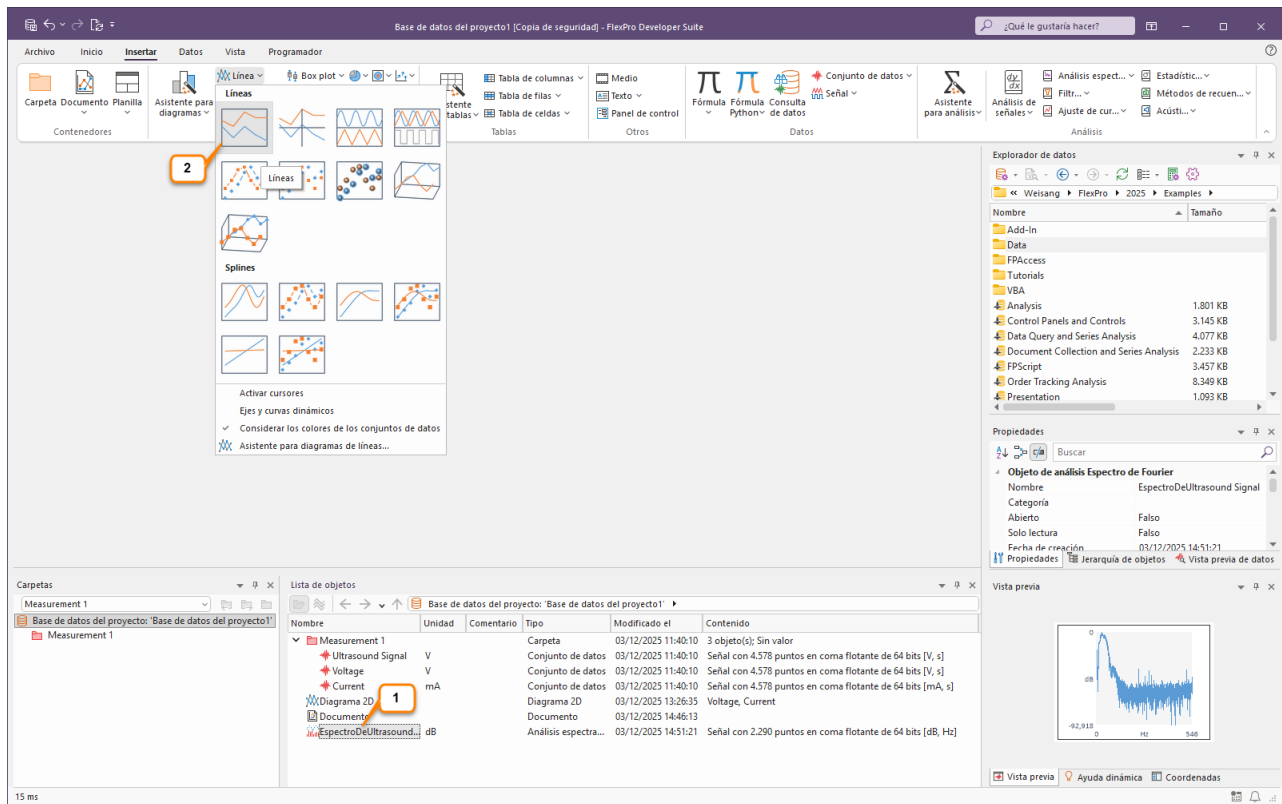 Base de datos del proyecto1 [Copia de seguridad] - FlexPro Developer Suite
¿Qué le gustaría hacer?
Archivo Inicio Insertar Datos Vista Programador
Carpeta Documento Planilla
Contenedores
Asistente para diagramas
Línea
Box plot
Tabla de columnas
Tabla de filas
Tabla de celdas
Tablas
Medio
Texto
Panel de control
Otros
Fórmula
Fórmula Python
Consulta de datos
Conjunto de datos
Señal
Datos
Asistente para análisis
Análisis de señales
Análisis espect...
Filtr...
Ajuste de cur...
Estadístic...
Métodos de recuen...
Acústi...
Análisis
Líneas
2
Líneas
Splines
Activar cursores
Ejes y curvas dinámicos
Considerar los colores de los conjuntos de datos
Asistente para diagramas de líneas...
Explorador de datos
« Weisang FlexPro 2025 Examples
Nombre Tamaño
Add-In
Data
FPAccess
Tutorials
VBA
Analysis 1.801 KB
Control Panels and Controls 3.145 KB
Data Query and Series Analysis 4.077 KB
Document Collection and Series Analysis 2.233 KB
FPScript 3.457 KB
Order Tracking Analysis 8.349 KB
Presentation 1.093 KB
Propiedades
Buscar
Objeto de análisis Espectro de Fourier
Nombre EspectroDeUltrasound Signal
Categoría
Abierto Falso
Solo lectura Falso
Fecha de creación 03/12/2025 14:51:21
Propiedades Jerarquía de objetos Vista previa de datos
Carpetas
Measurement 1
Base de datos del proyecto: 'Base de datos del proyecto1'
Measurement 1
Lista de objetos
Base de datos del proyecto: 'Base de datos del proyecto1'
Nombre Unidad Comentario Tipo Modificado el Contenido
Measurement 1 Carpeta 03/12/2025 11:40:10 3 objeto(s); Sin valor
Ultrasound Signal V Conjunto de datos 03/12/2025 11:40:10 Señal con 4.578 puntos en coma flotante de 64 bits [V, s]
Voltage V Conjunto de datos 03/12/2025 11:40:10 Señal con 4.578 puntos en coma flotante de 64 bits [V, s]
Current mA Conjunto de datos 03/12/2025 11:40:10 Señal con 4.578 puntos en coma flotante de 64 bits [mA, s]
Diagrama 2D Diagrama 2D 03/12/2025 13:26:35 Voltage, Current
1
Documento Documento 03/12/2025 14:46:13
EspectroDeUltrasound... dB Análisis espectra... 03/12/2025 14:51:21 Señal con 2.290 puntos en coma flotante de 64 bits [dB, Hz]
Vista previa
0
dB
-92,918
0 Hz 546
Vista previa Ayuda dinámica Coordenadas
15 ms